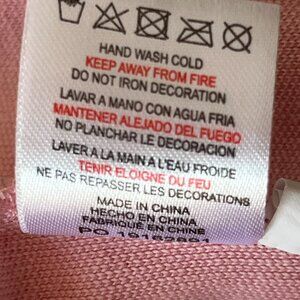 HAND WASH COLD
KEEP AWAY FROM FIRE
DO NOT IRON DECORATION
LAVAR A MANO CON AGUA FRIA
MANTENER ALEJADO DEL FUEGO
NO PLANCHAR LE DECORACION
LAVER A LA MAIN A L'EAU FROIDE
TENIR ELOIGNE DU FEU
NE PAS REPASSER LES DECORATIONS
MADE IN CHINA
HECHO EN CHINA
FABRIQUE EN CHINE
PO